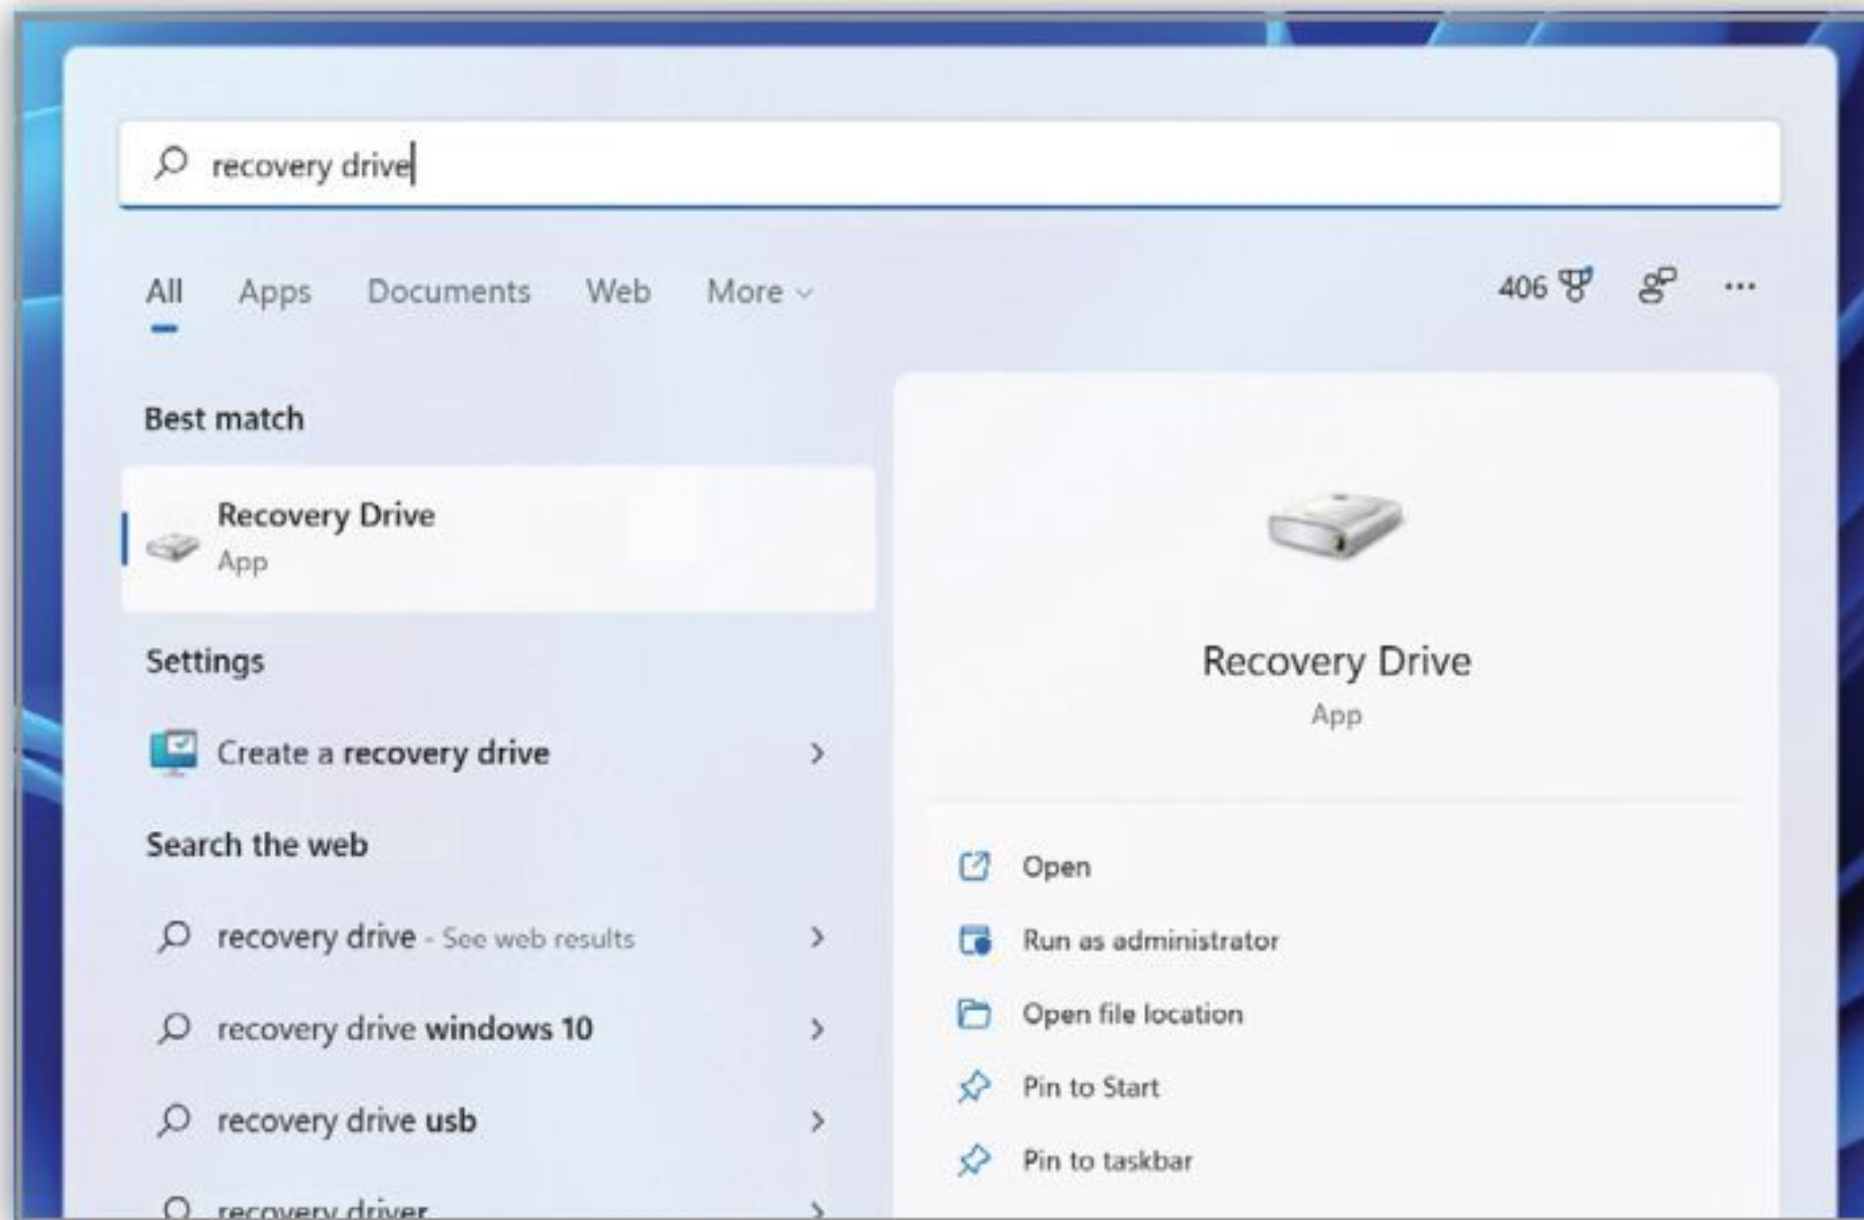 recovery drive
All Apps Documents Web More
406
Best match
Recovery Drive
App
Settings
Create a recovery drive
Search the web
recovery drive - See web results
recovery drive windows 10
recovery drive usb
recovery driver
Recovery Drive
App
Open
Run as administrator
Open file location
Pin to Start
Pin to taskbar